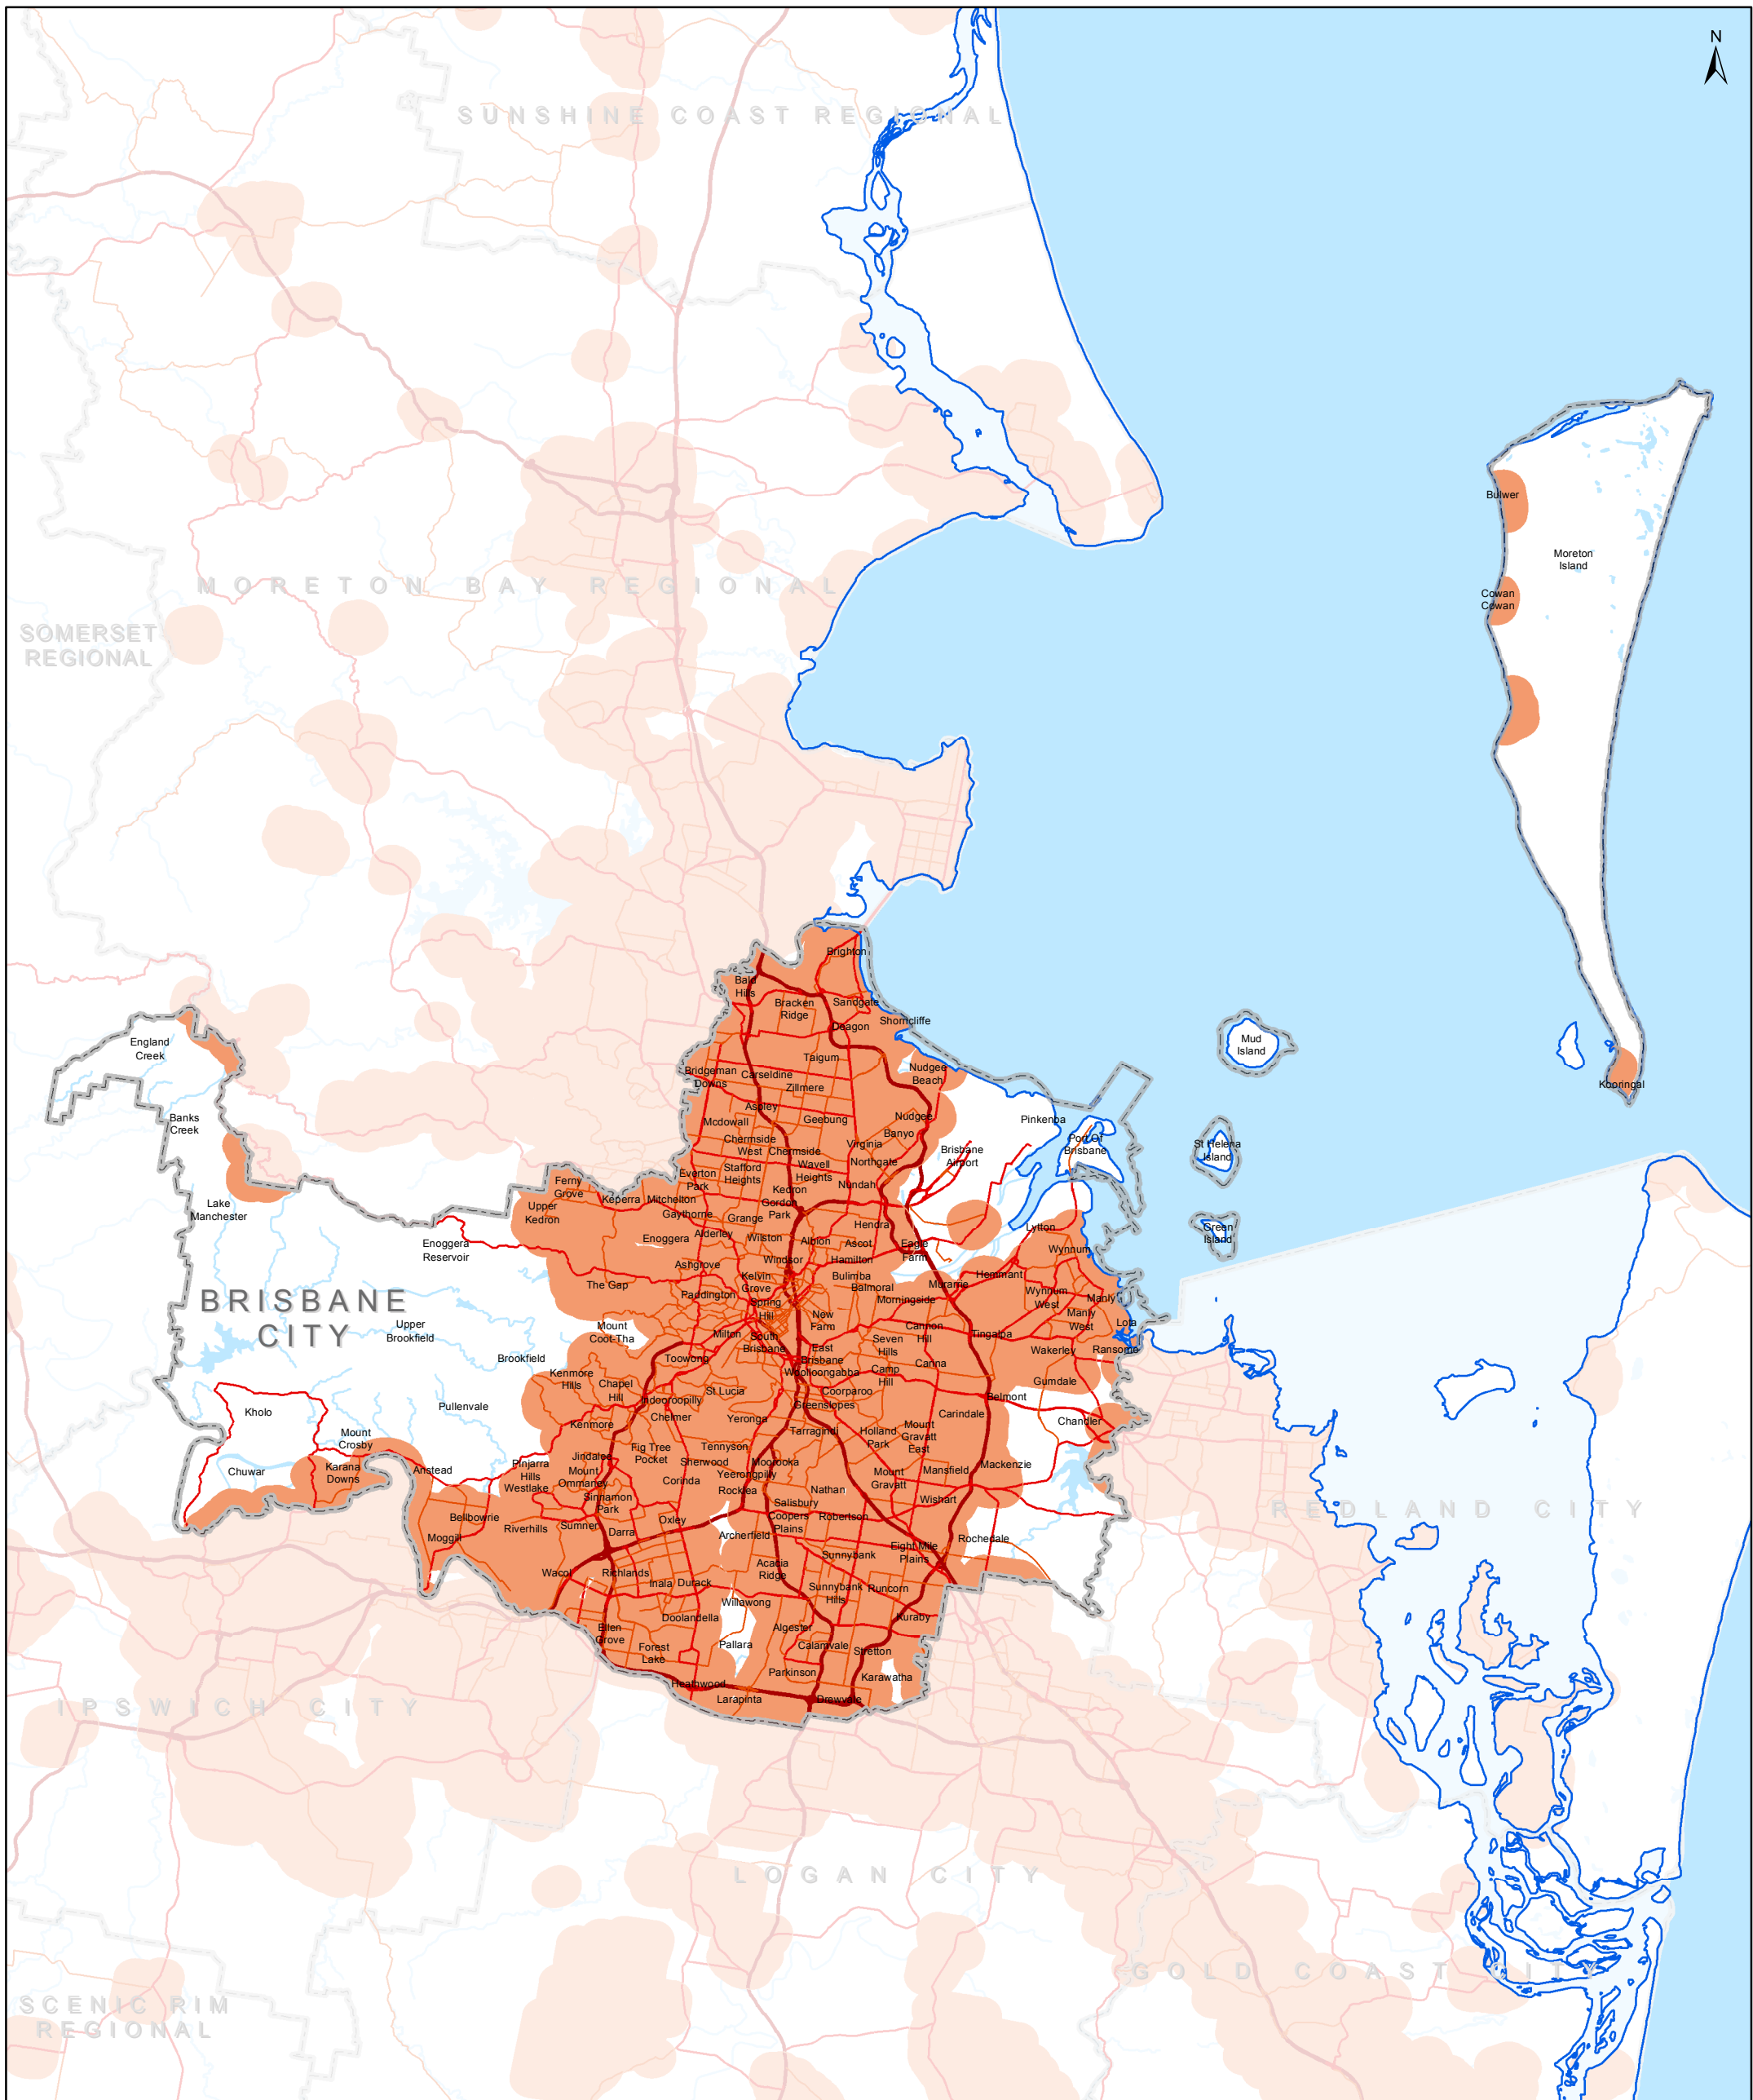 N
SUNSHINE COAST REGIONAL
Bulwer
Moreton
Island
MORETON BAY REGIONAL
Cowan
Cowan
SOMERSET
REGIONAL
Brighton
Bald
Hills
Bracken
Ridge
Sandgate
Deagon
Shorncliffe
England
Creek
Mud
Island
Taigum
Bridgeman
Downs
Carseldine
Zillmere
Nudgee
Beach
Kooringal
Aspley
Banks
Creek
Mcdowall
Geebung
Nudgee
Pinkenba
Banyo
Chermside
West
Chermside
Virginia
Brisbane
Airport
Port Of
Brisbane
St Helena
Island
Everton
Park
Stafford
Heights
Wavell
Heights
Northgate
Ferny
Grove
Keperra
Mitchelton
Kedron
Nundah
Lake
Manchester
Upper
Kedron
Gaythorne
Grange
Gordon
Park
Hendra
Lytton
Green
Island
Enoggera
Reservoir
Enoggera
Alderley
Wilston
Albion
Ascot
Eagle
Farm
Wynnum
Ashgrove
Windsor
Hamilton
The Gap
Kelvin
Grove
Bulimba
Balmoral
Murarrie
Hemmant
BRISBANE
CITY
Paddington
Spring
Hill
Morningside
Wynnum
West
Manly
Manly
West
Upper
Brookfield
Mount
Coot-Tha
Milton
South
Brisbane
New
Farm
Cannon
Hill
Seven
Hills
Tingalpa
Lota
Brookfield
Toowong
East
Brisbane
Wakerley
Ransome
Kenmore
Hills
Chapel
Hill
Woolloongabba
Camp
Hill
Carina
Gumdale
Kholo
Pullenvale
Indooroopilly
St Lucia
Coorparoo
Greenslopes
Belmont
Kenmore
Chelmer
Yeronga
Carindale
Chandler
Mount
Crosby
Tarragindi
Holland
Park
Mount
Gravatt
East
Fig Tree
Pocket
Tennyson
Chuwar
Karana
Downs
Anstead
Pinjarra
Hills
Jindalee
Sherwood
Moorooka
Mackenzie
Westlake
Mount
Ommaney
Corinda
Yeerongpilly
Mount
Gravatt
Mansfield
Rocklea
Nathan
Wishart
Sinnamon
Park
Salisbury
REDLAND CITY
Bellbowrie
Riverhills
Sumner
Oxley
Coopers
Plains
Robertson
Moggill
Darra
Archerfield
Eight Mile
Plains
Rochedale
Sunnybank
Wacol
Richlands
Inala
Durack
Acacia
Ridge
Sunnybank
Hills
Runcorn
Willawong
Doolandella
Kuraby
Ellen
Grove
Forest
Lake
Pallara
Algester
Calamvale
Stretton
Parkinson
Karawatha
Heathwood
Larapinta
Drewvale
IPSWICH CITY
LOGAN CITY
GOLD COAST CITY
SCENIC RIM
REGIONAL